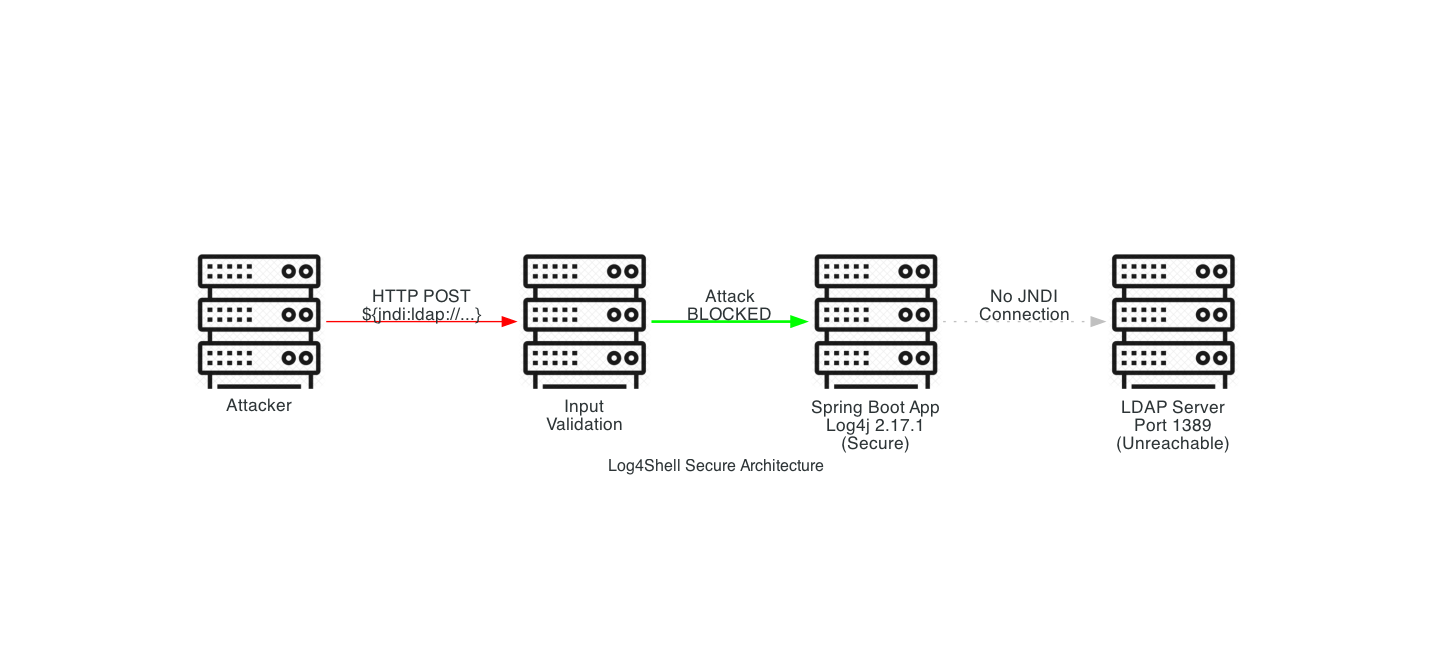 HTTP POST
${jndi:ldap://...}
Attack
BLOCKED
No JNDI
Connection
Attacker
Input
Validation
Spring Boot App
Log4j 2.17.1
(Secure)
LDAP Server
Port 1389
(Unreachable)
Log4Shell Secure Architecture